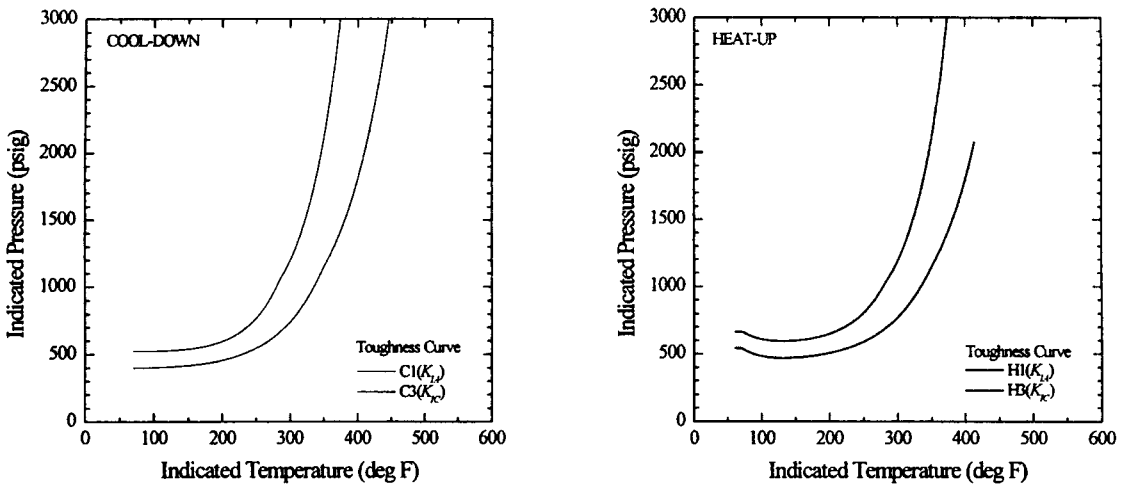 COOL-DOWN
3000
2500
2000
1500
1000
500
0
0 100 200 300 400 500 600
Indicated Pressure (psig)
Indicated Temperature (deg F)
Toughness Curve
C1(K_IA)
C3(K_IC)
HEAT-UP
3000
2500
2000
1500
1000
500
0
0 100 200 300 400 500 600
Indicated Pressure (psig)
Indicated Temperature (deg F)
Toughness Curve
H1(K_IA)
H3(K_IC)